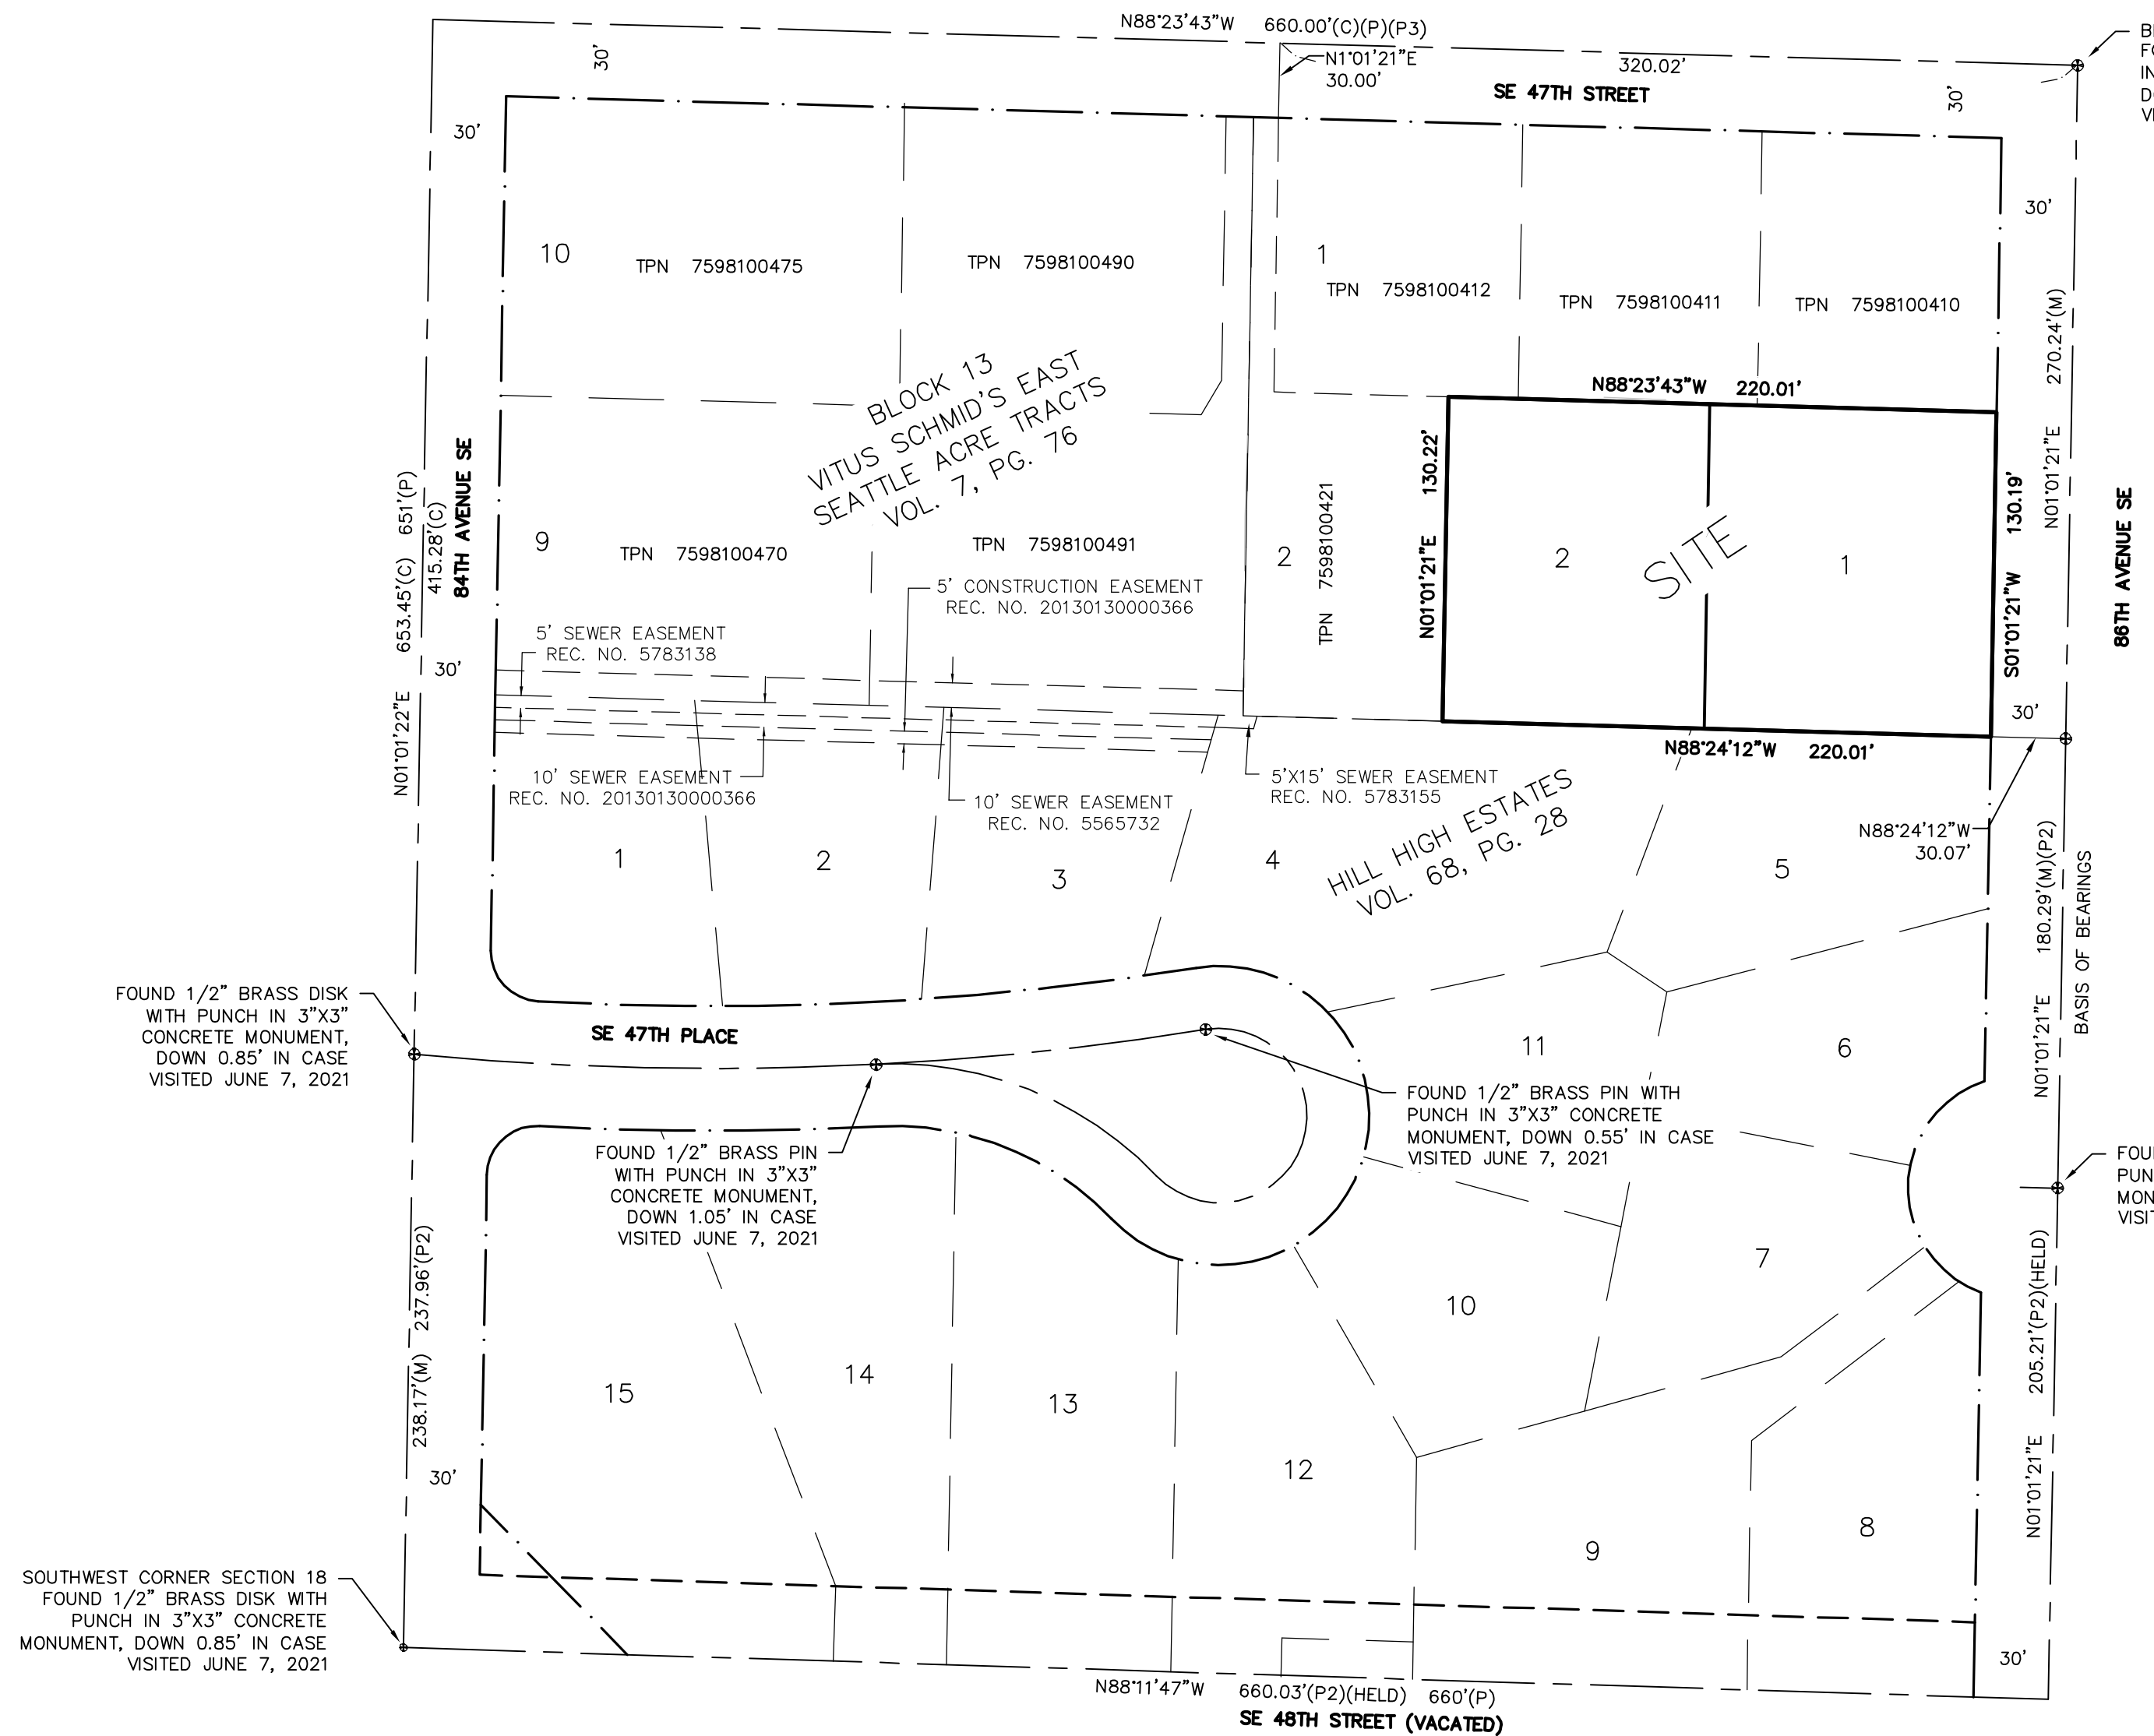 N88°23'43"W 660.00'(C)(P)(P3)
N1°01'21"E
30.00'
320.02'
SE 47TH STREET
30'
30'
30'
30'
10
TPN 7598100475
TPN 7598100490
1
TPN 7598100412
TPN 7598100411
TPN 7598100410
N01°01'21"E 270.24'(M)
BLOCK 13
VITUS SCHMID'S EAST
SEATTLE ACRE TRACTS
VOL. 7, PG. 76
N88°23'43"W 220.01'
N01°01'21"E 130.22'
S01°01'21"W 130.19'
86TH AVENUE SE
84TH AVENUE SE
N01°01'22"E 653.45'(C) 651'(P)
415.28'(C)
9
TPN 7598100470
TPN 7598100491
2
TPN 7598100421
2
SITE
1
5' CONSTRUCTION EASEMENT
REC. NO. 20130130000366
5' SEWER EASEMENT
REC. NO. 5783138
30'
30'
N88°24'12"W 220.01'
10' SEWER EASEMENT
REC. NO. 20130130000366
10' SEWER EASEMENT
REC. NO. 5565732
5'X15' SEWER EASEMENT
REC. NO. 5783155
HILL HIGH ESTATES
VOL. 68, PG. 28
N88°24'12"W
30.07'
1
2
3
4
5
N01°01'21"E 180.29'(M)(P2)
BASIS OF BEARINGS
FOUND 1/2" BRASS DISK
WITH PUNCH IN 3"X3"
CONCRETE MONUMENT,
DOWN 0.85' IN CASE
VISITED JUNE 7, 2021
SE 47TH PLACE
11
6
FOUND 1/2" BRASS PIN WITH
PUNCH IN 3"X3" CONCRETE
MONUMENT, DOWN 0.55' IN CASE
VISITED JUNE 7, 2021
FOUND 1/2" BRASS PIN
WITH PUNCH IN 3"X3"
CONCRETE MONUMENT,
DOWN 1.05' IN CASE
VISITED JUNE 7, 2021
7
10
N01°01'21"E 205.21'(P2)(HELD)
238.17'(M) 237.96'(P2)
15
14
13
12
9
8
30'
SOUTHWEST CORNER SECTION 18
FOUND 1/2" BRASS DISK WITH
PUNCH IN 3"X3" CONCRETE
MONUMENT, DOWN 0.85' IN CASE
VISITED JUNE 7, 2021
30'
N88°11'47"W 660.03'(P2)(HELD) 660'(P)
SE 48TH STREET (VACATED)